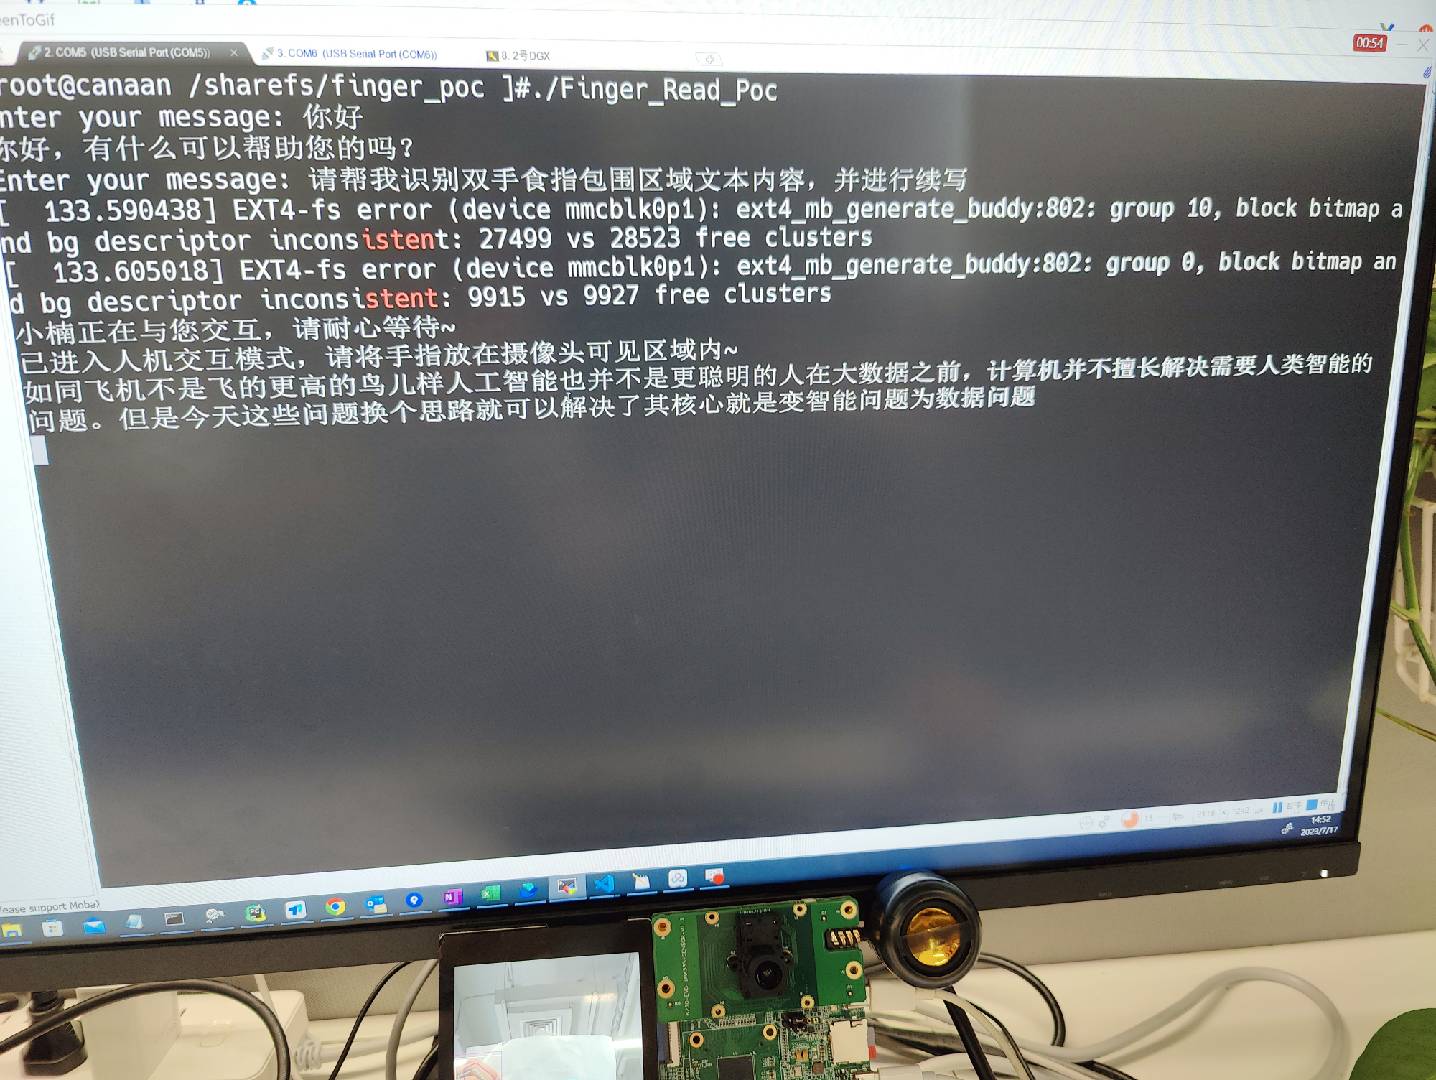 eenToGif
2. COM5 (USB Serial Port (COM5))
3. COM6 (USB Serial Port (COM6))
8. 2号DGX
00:54
root@canaan /sharefs/finger_poc ]#./Finger_Read_Poc
nter your message: 你好
你好，有什么可以帮助您的吗？
Enter your message: 请帮我识别双手食指包围区域文本内容，并进行续写
[  133.590438] EXT4-fs error (device mmcblk0p1): ext4_mb_generate_buddy:802: group 10, block bitmap a
nd bg descriptor inconsistent: 27499 vs 28523 free clusters
[  133.605018] EXT4-fs error (device mmcblk0p1): ext4_mb_generate_buddy:802: group 0, block bitmap an
d bg descriptor inconsistent: 9915 vs 9927 free clusters
小楠正在与您交互，请耐心等待~
已进入人机交互模式，请将手指放在摄像头可见区域内~
如同飞机不是飞的更高的鸟儿样人工智能也并不是更聪明的人在大数据之前，计算机并不擅长解决需要人类智能的
问题。但是今天这些问题换个思路就可以解决了其核心就是变智能问题为数据问题
14:52
2023/7/17
ease support Moba